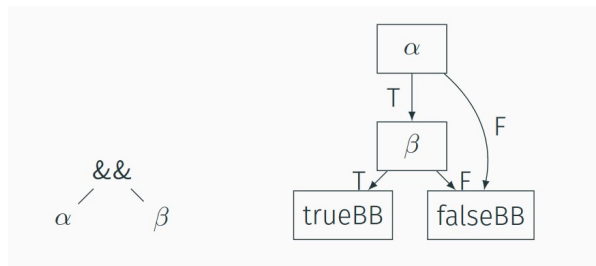 &&
α β
α
T
F
β
T F
trueBB falseBB